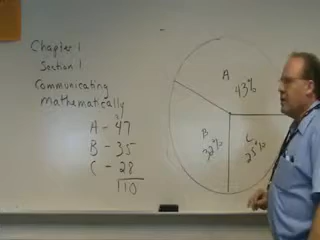 Chapter 1
Section 1
Communicating
Mathematically
A - 47
B - 35
C - 28
110
A
43%
B
32%
C
25%